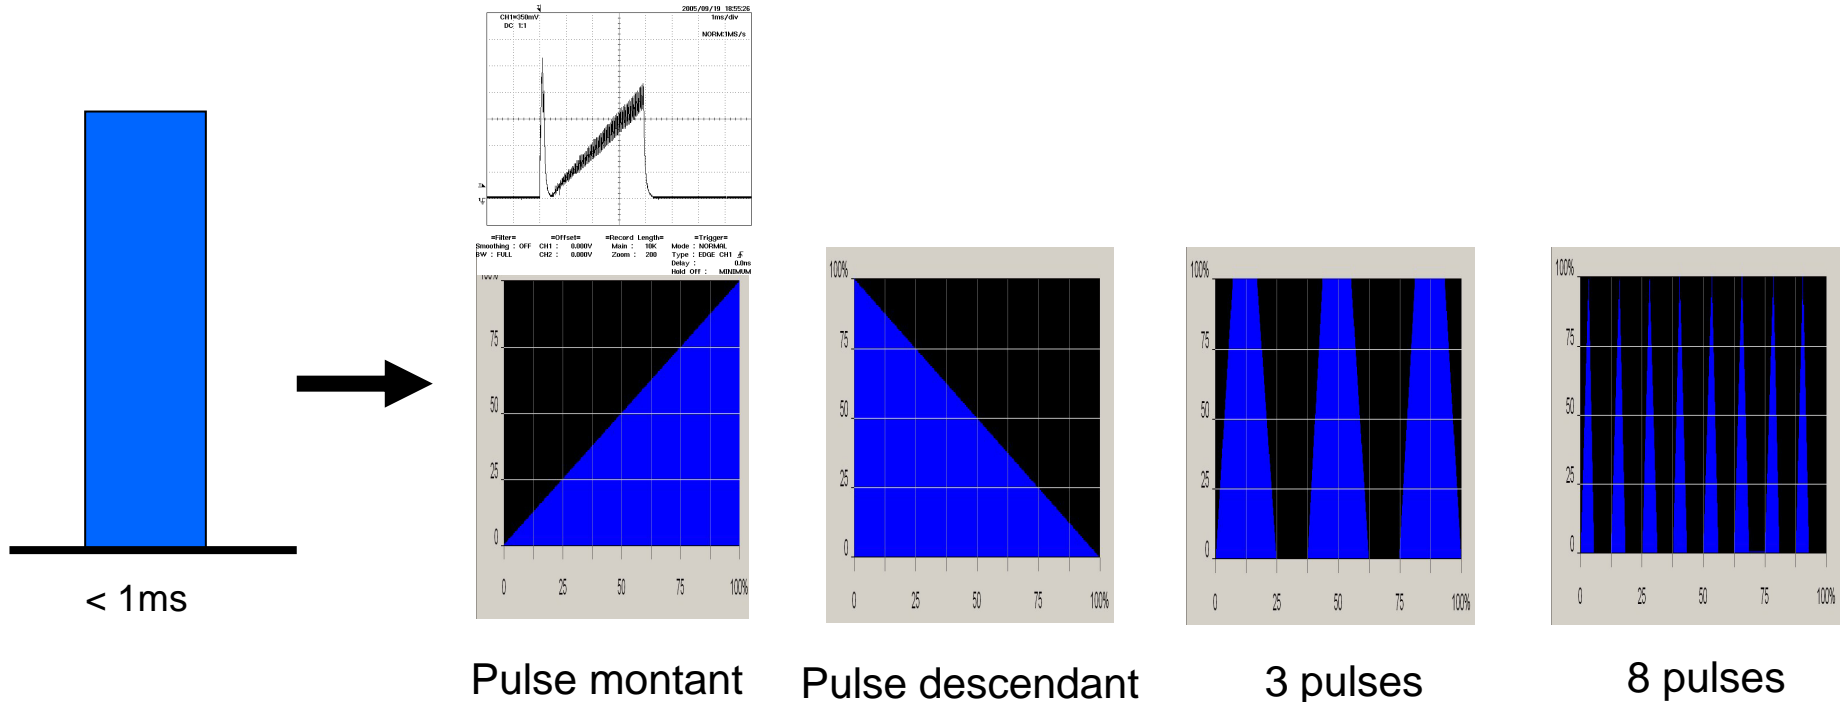 2005/09/19 18:55:26
CH1=350mV 1ms/div
DC 1:1
NORM:1MS/s
=Filter= =Offset= =Record Length= =Trigger=
Smoothing : OFF CH1 : 0.000V Main : 10K Mode : NORMAL
BW : FULL CH2 : 0.000V Zoom : 200 Type : EDGE CH1
Delay : 0.0ns
Hold Off : MINIMUM
100%
75
50
25
0
0 25 50 75 100%
100%
75
50
25
0
0 25 50 75 100%
100%
75
50
25
0
0 25 50 75 100%
100%
75
50
25
0
0 25 50 75 100%
< 1ms
Pulse montant
Pulse descendant
3 pulses
8 pulses